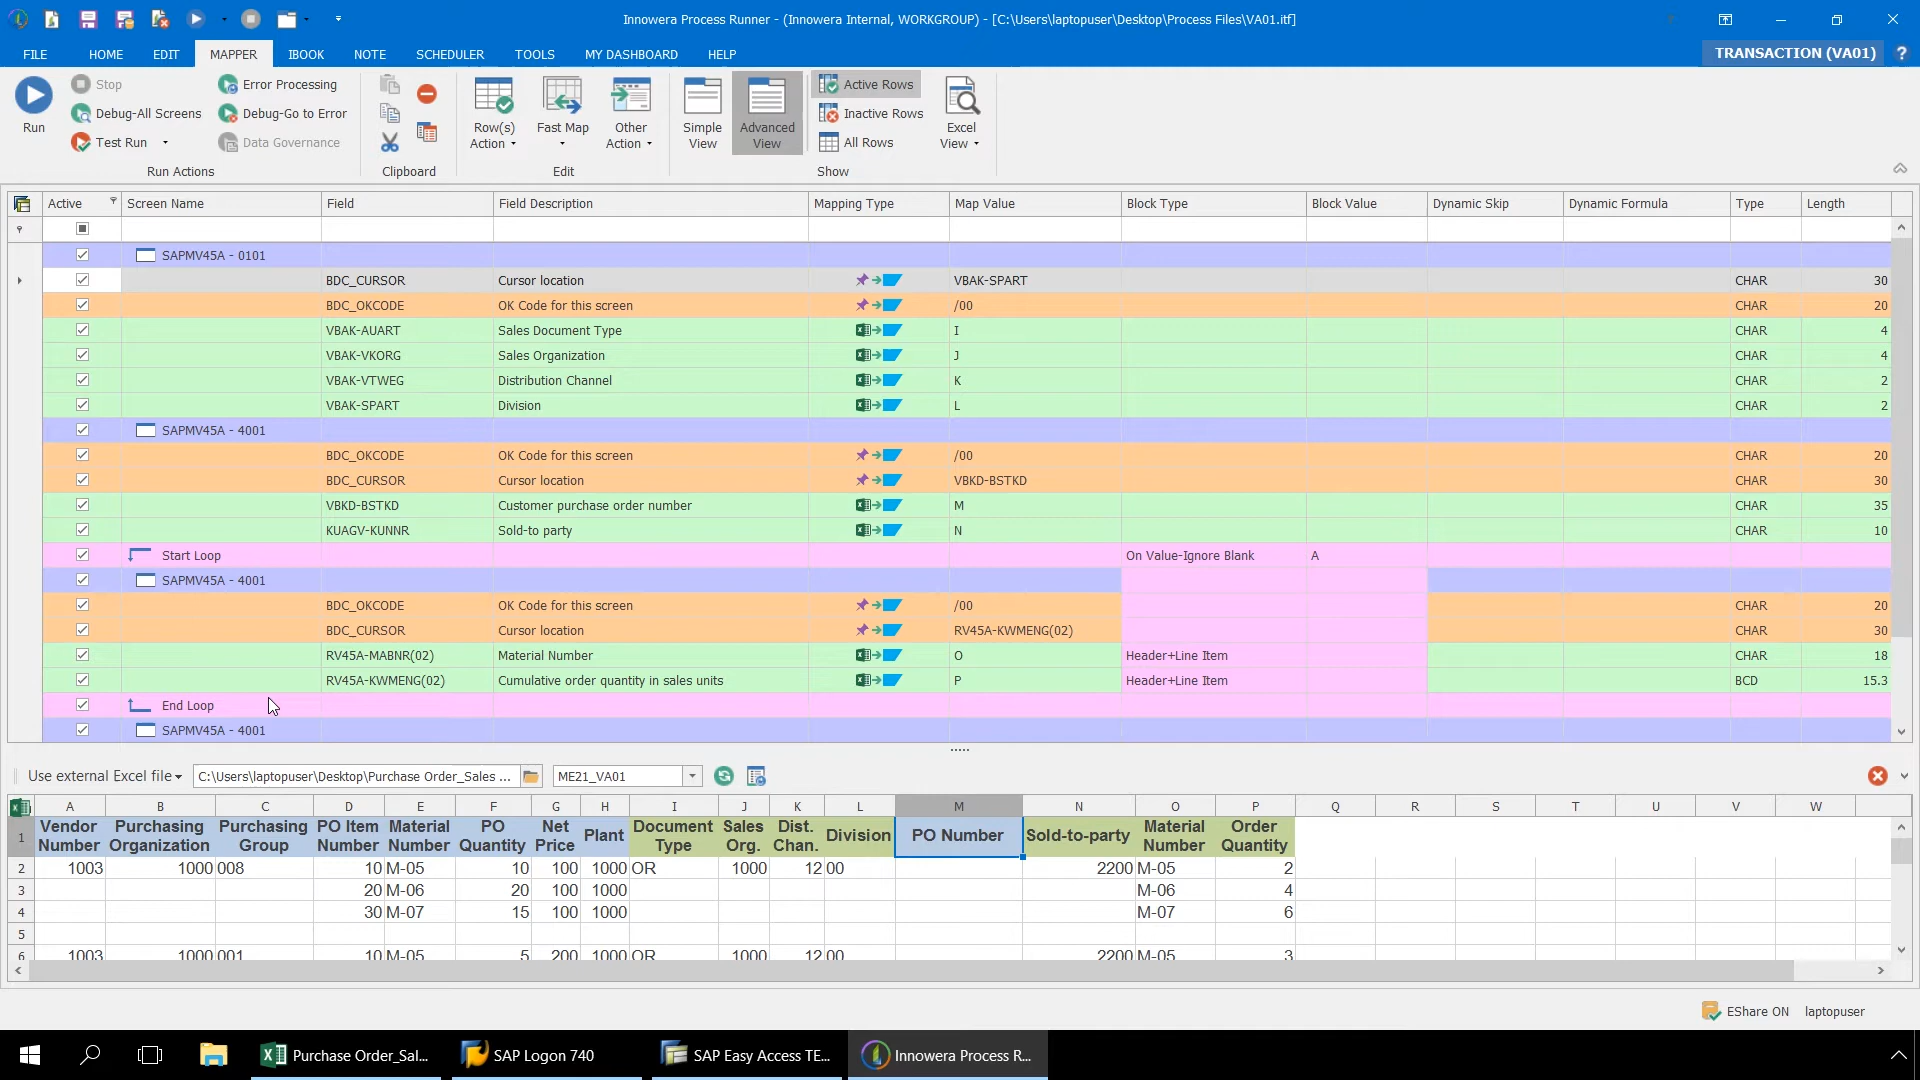 Innowera Process Runner - (Innowera Internal, WORKGROUP) - [C:\Users\laptopuser\Desktop\Process Files\VA01.itf]
FILE HOME EDIT MAPPER IBOOK NOTE SCHEDULER TOOLS MY DASHBOARD HELP TRANSACTION (VA01) ?
Run
Stop
Debug-All Screens
Test Run
Error Processing
Debug-Go to Error
Data Governance
Run Actions
Clipboard
Row(s) Action
Fast Map
Other Action
Edit
Simple View
Advanced View
Active Rows
Inactive Rows
All Rows
Excel View
Show
Active Screen Name Field Field Description Mapping Type Map Value Block Type Block Value Dynamic Skip Dynamic Formula Type Length
SAPMV45A - 0101
BDC_CURSOR Cursor location VBAK-SPART CHAR 30
BDC_OKCODE OK Code for this screen /00 CHAR 20
VBAK-AUART Sales Document Type I CHAR 4
VBAK-VKORG Sales Organization J CHAR 4
VBAK-VTWEG Distribution Channel K CHAR 2
VBAK-SPART Division L CHAR 2
SAPMV45A - 4001
BDC_OKCODE OK Code for this screen /00 CHAR 20
BDC_CURSOR Cursor location VBKD-BSTKD CHAR 30
VBKD-BSTKD Customer purchase order number M CHAR 35
KUAGV-KUNNR Sold-to party N CHAR 10
Start Loop On Value-Ignore Blank A
SAPMV45A - 4001
BDC_OKCODE OK Code for this screen /00 CHAR 20
BDC_CURSOR Cursor location RV45A-KWMENG(02) CHAR 30
RV45A-MABNR(02) Material Number O Header+Line Item CHAR 18
RV45A-KWMENG(02) Cumulative order quantity in sales units P Header+Line Item BCD 15.3
End Loop
SAPMV45A - 4001
Use external Excel file C:\Users\laptopuser\Desktop\Purchase Order_Sales ... ME21_VA01
A B C D E F G H I J K L M N O P Q R S T U V W
1 Vendor Number Purchasing Organization Purchasing Group PO Item Number Material Number PO Quantity Net Price Plant Document Type Sales Org. Dist. Chan. Division PO Number Sold-to-party Material Number Order Quantity
2 1003 1000 008 10 M-05 10 100 1000 OR 1000 12 00 2200 M-05 2
3 20 M-06 20 100 1000 M-06 4
4 30 M-07 15 100 1000 M-07 6
5
6 1003 1000 001 10 M-05 5 200 1000 OR 1000 12 00 2200 M-05 3
EShare ON laptopuser
Purchase Order_Sal... SAP Logon 740 SAP Easy Access TE... Innowera Process R...